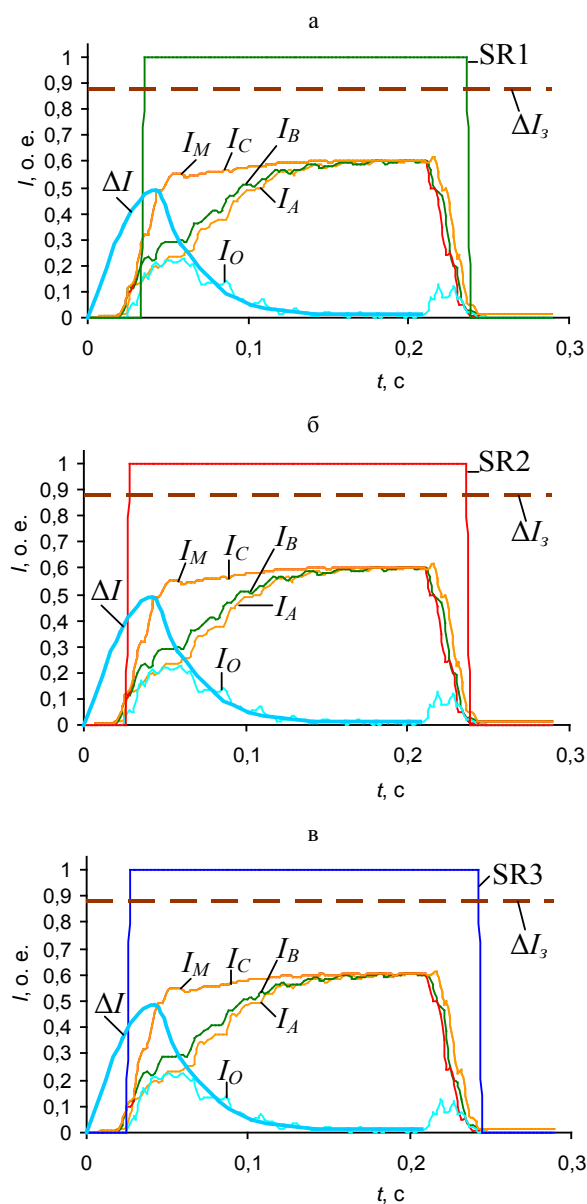 а
I, о. е.
1
0,9
0,8
0,7
0,6
0,5
0,4
0,3
0,2
0,1
0
SR1
ΔIз
IM
IC
IB
IA
ΔI
IO
0
0,1
0,2
0,3
t, с
б
I, о. е.
1
0,9
0,8
0,7
0,6
0,5
0,4
0,3
0,2
0,1
0
SR2
ΔIз
IM
IC
IB
IA
ΔI
IO
0
0,1
0,2
0,3
t, с
в
I, о. е.
1
0,9
0,8
0,7
0,6
0,5
0,4
0,3
0,2
0,1
0
SR3
ΔIз
IM
IC
IB
IA
ΔI
IO
0
0,1
0,2
0,3
t, с